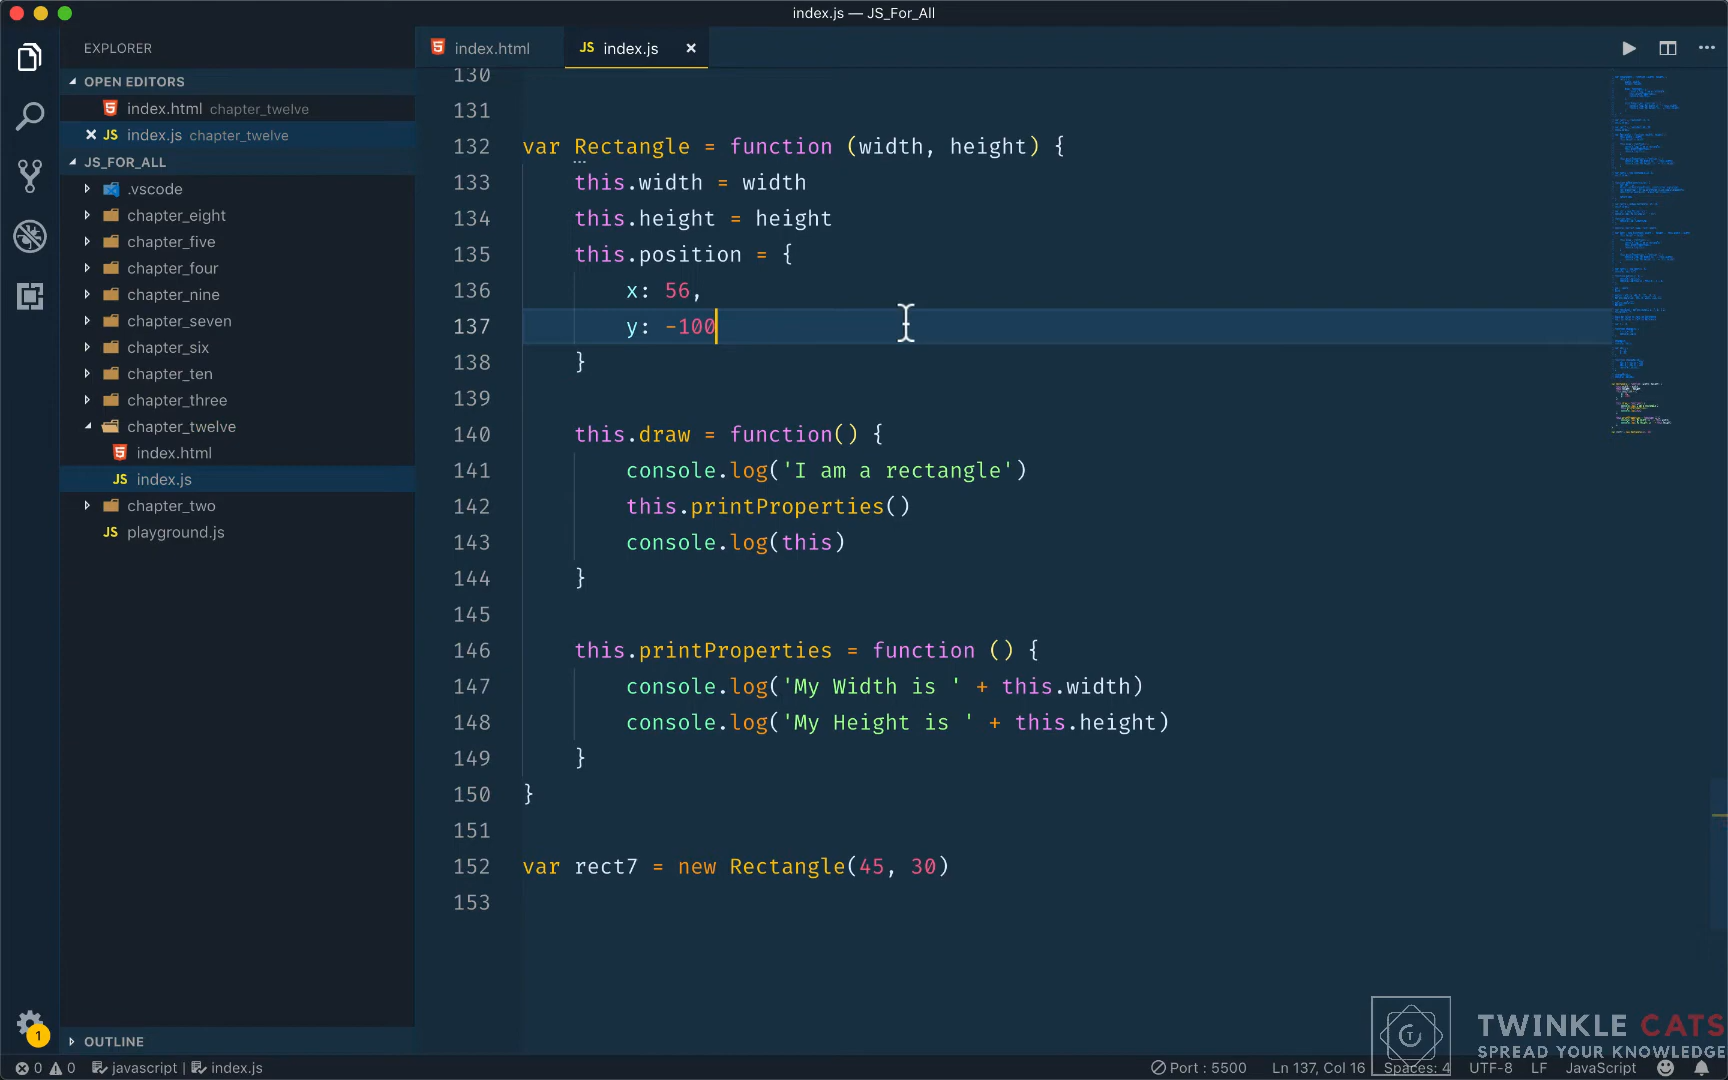 index.js — JS_For_All
EXPLORER
OPEN EDITORS
index.html chapter_twelve
JS index.js chapter_twelve
JS_FOR_ALL
.vscode
chapter_eight
chapter_five
chapter_four
chapter_nine
chapter_seven
chapter_six
chapter_ten
chapter_three
chapter_twelve
index.html
JS index.js
chapter_two
JS playground.js
OUTLINE
1
index.html
JS index.js
130
131
132 var Rectangle = function (width, height) {
133 this.width = width
134 this.height = height
135 this.position = {
136 x: 56,
137 y: -100
138 }
139
140 this.draw = function() {
141 console.log('I am a rectangle')
142 this.printProperties()
143 console.log(this)
144 }
145
146 this.printProperties = function () {
147 console.log('My Width is ' + this.width)
148 console.log('My Height is ' + this.height)
149 }
150 }
151
152 var rect7 = new Rectangle(45, 30)
153
TWINKLE CATS
SPREAD YOUR KNOWLEDGE
0 0 javascript | index.js Port : 5500 Ln 137, Col 16 Spaces: 4 UTF-8 LF JavaScript